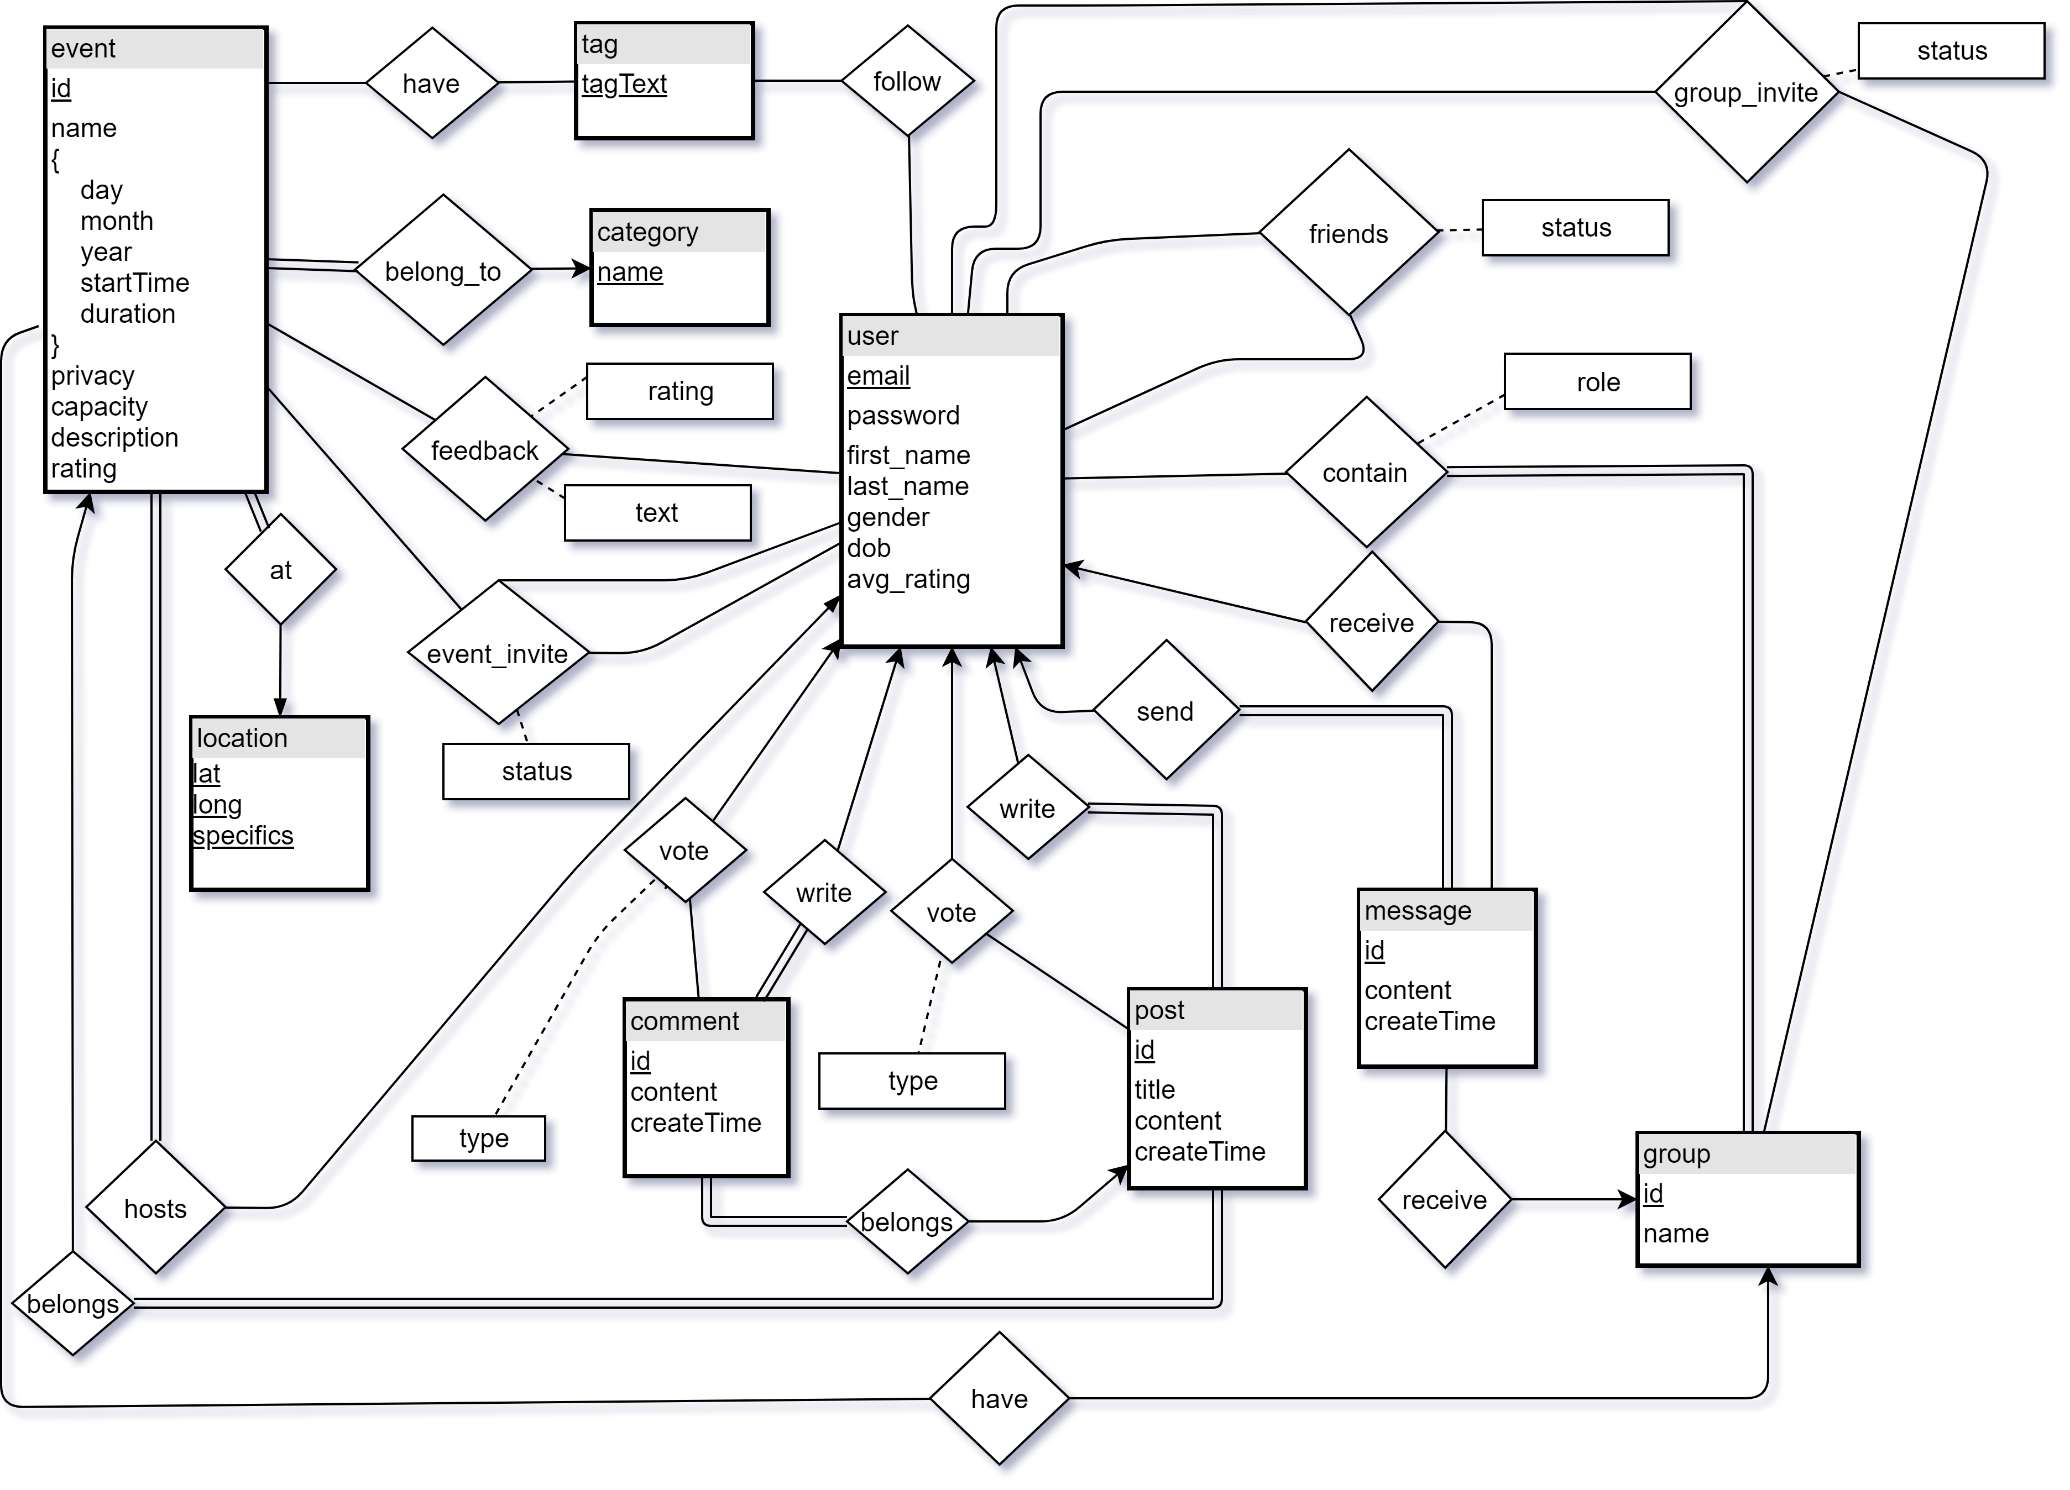 event
id
name
{
day
month
year
startTime
duration
}
privacy
capacity
description
rating
have
tag
tagText
follow
group_invite
status
belong_to
category
name
friends
status
user
email
password
first_name
last_name
gender
dob
avg_rating
feedback
rating
text
role
contain
at
event_invite
status
receive
send
location
lat
long
specifics
write
vote
write
vote
message
id
content
createTime
comment
id
content
createTime
type
type
post
id
title
content
createTime
group
id
name
receive
hosts
belongs
belongs
have